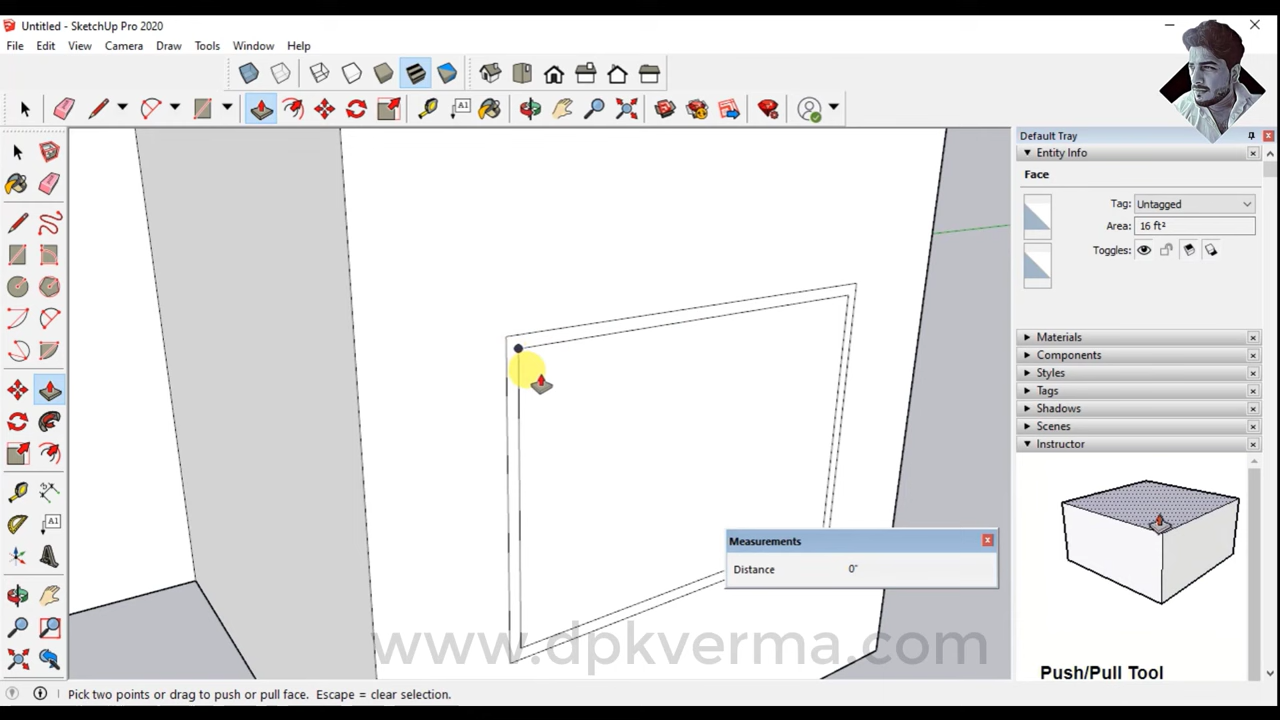 Untitled - SketchUp Pro 2020
File Edit View Camera Draw Tools Window Help
A1
Default Tray
Entity Info
Face
Tag: Untagged
Area: 16 ft²
Toggles:
Materials
Components
Styles
Tags
Shadows
Scenes
Instructor
A1
Measurements
Distance 0"
www.dpkverma.com
Push/Pull Tool
Pick two points or drag to push or pull face. Escape = clear selection.